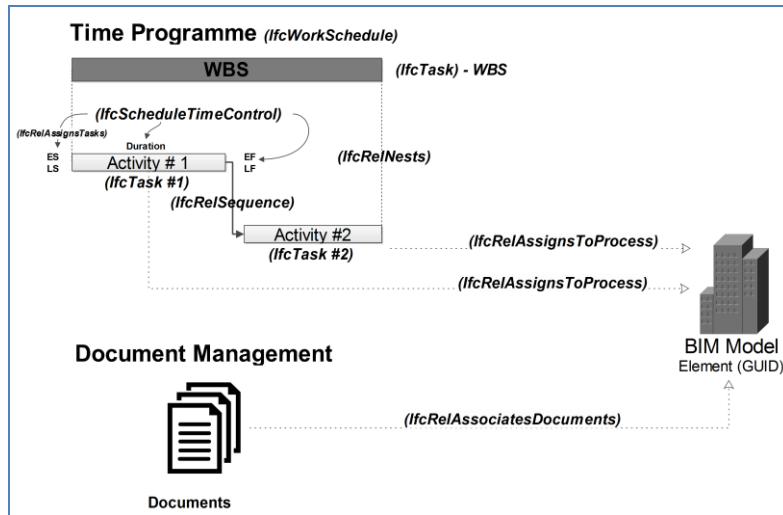 Time Programme (IfcWorkSchedule)
WBS
(IfcTask) - WBS
(IfcScheduleTimeControl)
(IfcRelAssignsTasks)
Duration
ES
LS
Activity # 1
EF
LF
(IfcTask #1)
(IfcRelNests)
(IfcRelSequence)
Activity #2
(IfcTask #2)
(IfcRelAssignsToProcess)
(IfcRelAssignsToProcess)
BIM Model
Element (GUID)
Document Management
(IfcRelAssociatesDocuments)
Documents